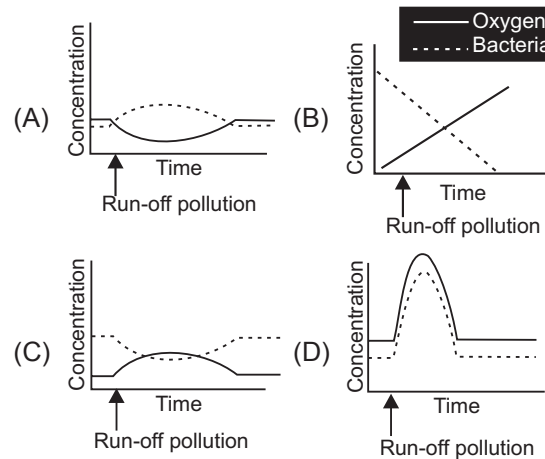 Oxygen
Bacteria
(A)
Concentration
Time
Run-off pollution
(B)
Concentration
Time
Run-off pollution
(C)
Concentration
Time
Run-off pollution
(D)
Concentration
Time
Run-off pollution